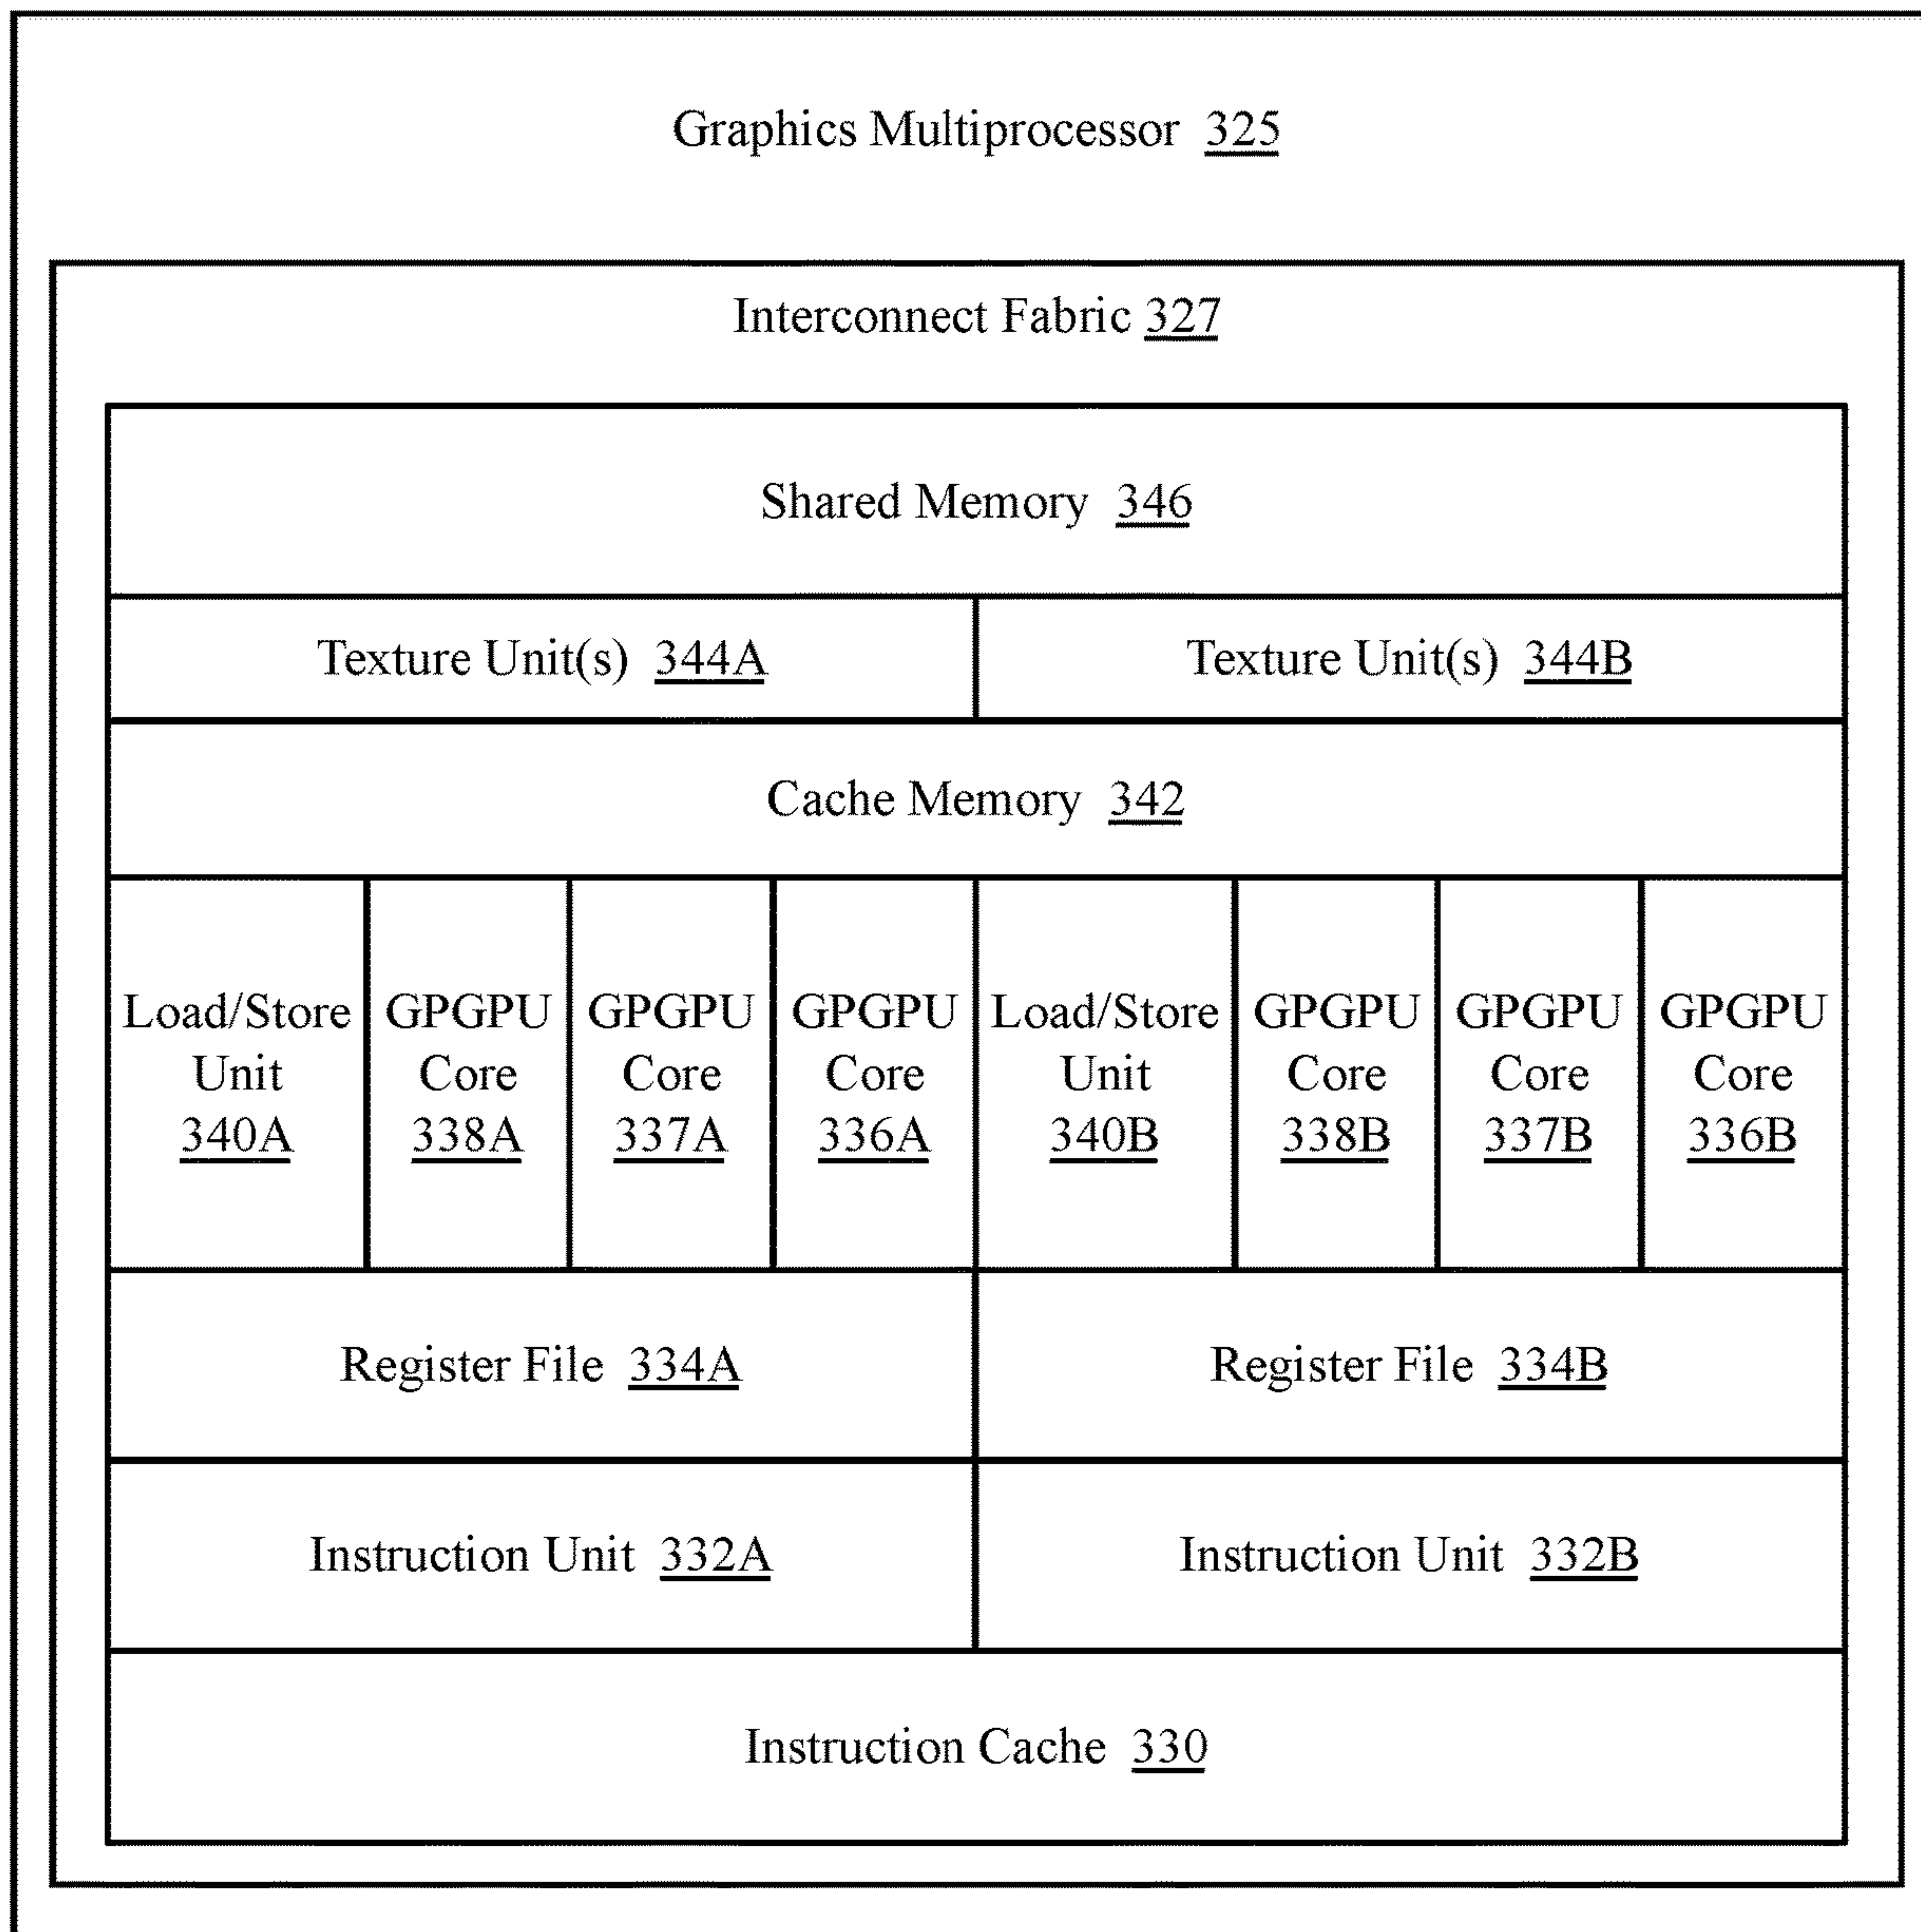 Graphics Multiprocessor 325
Interconnect Fabric 327
Shared Memory 346
Texture Unit(s) 344A
Texture Unit(s) 344B
Cache Memory 342
Load/Store
Unit
340A
GPGPU
Core
338A
GPGPU
Core
337A
GPGPU
Core
336A
Load/Store
Unit
340B
GPGPU
Core
338B
GPGPU
Core
337B
GPGPU
Core
336B
Register File 334A
Register File 334B
Instruction Unit 332A
Instruction Unit 332B
Instruction Cache 330